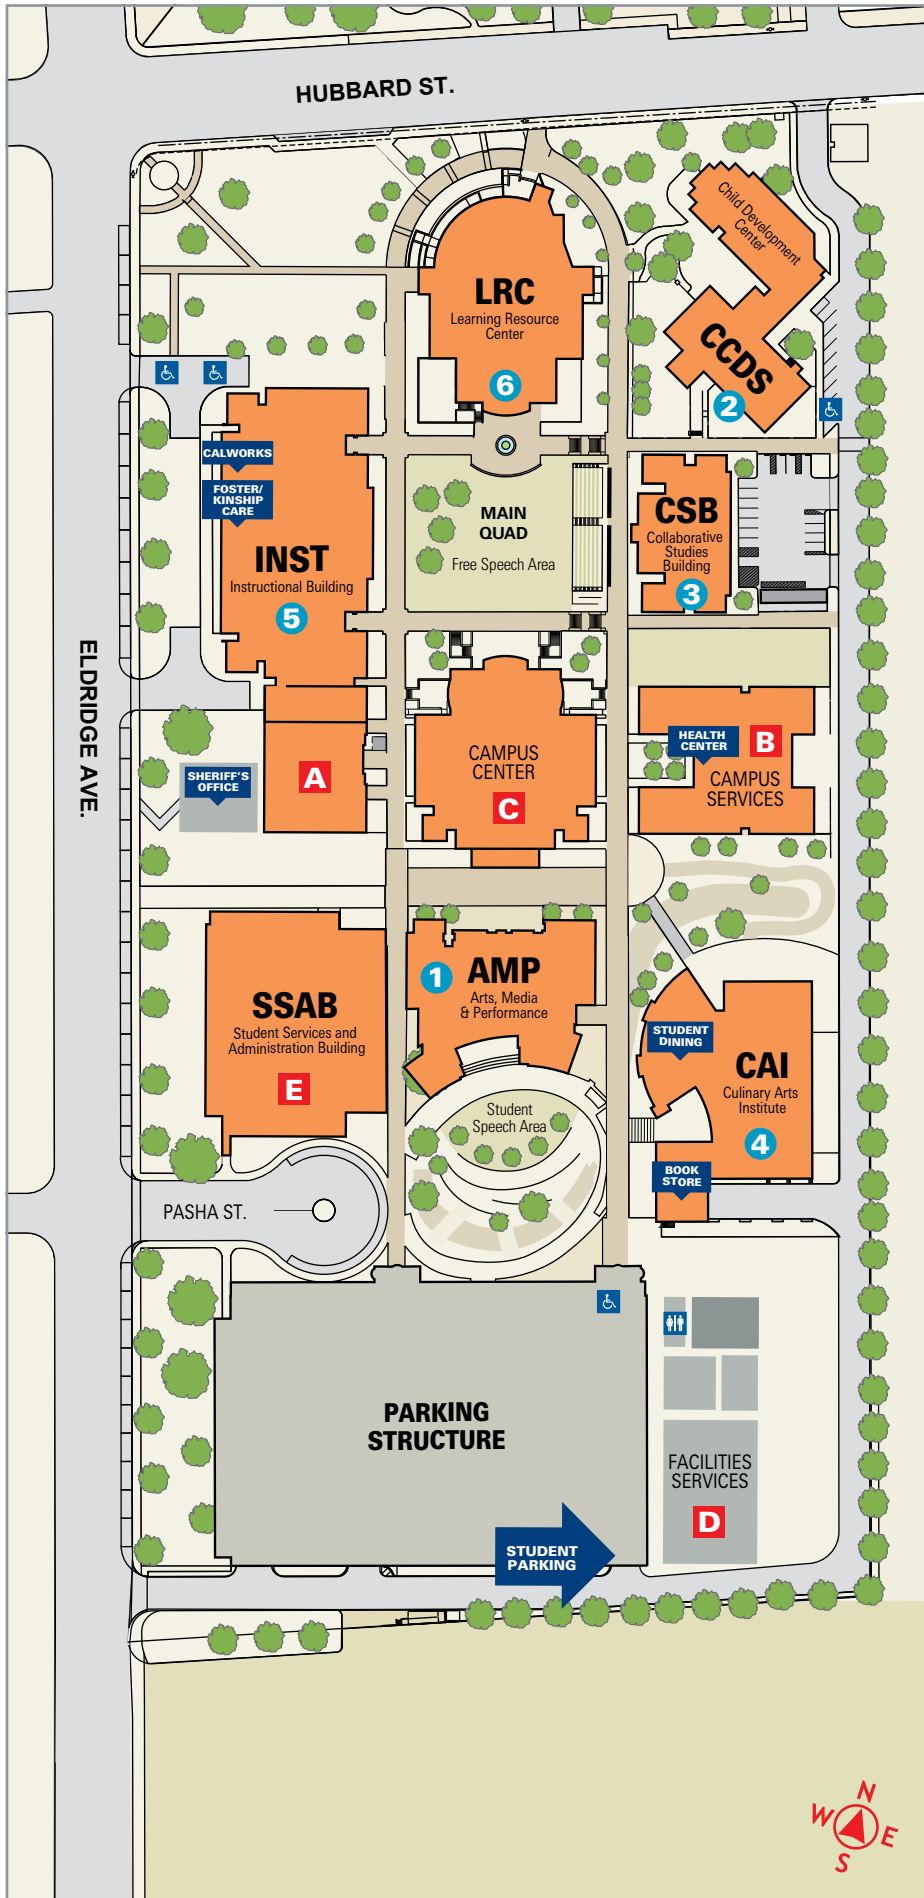 HUBBARD ST.
Child Development
Center
LRC
Learning Resource
Center
6
CCDS
2
CALWORKS
FOSTER/
KINSHIP
CARE
INST
Instructional Building
5
MAIN
QUAD
Free Speech Area
CSB
Collaborative
Studies
Building
3
ELDRIDGE AVE.
SHERIFF'S
OFFICE
A
CAMPUS
CENTER
C
HEALTH
CENTER
B
CAMPUS
SERVICES
SSAB
Student Services and
Administration Building
E
1
AMP
Arts, Media
& Performance
STUDENT
DINING
CAI
Culinary Arts
Institute
4
Student
Speech Area
BOOK
STORE
PASHA ST.
PARKING
STRUCTURE
FACILITIES
SERVICES
D
STUDENT
PARKING
N
W
E
S